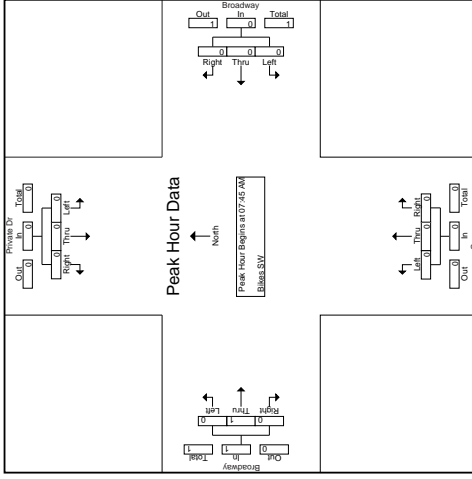 Broadway
Out In Total
1 0 1
0 0 0
Right Thru Left
Private Dr
Out In Total
0 0 0
0 0 0
Right Thru Left
Peak Hour Data
North
Peak Hour Begins at 07:45 AM
Bikes SW
Left Thru Right
0 0 0
Out In Total
0 0 0
Left Thru Right
0 1 0
Total In Out
1 1 0
Broadway